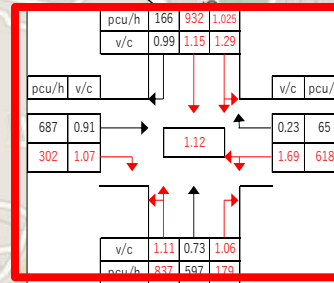 pcu/h 166 932 1,025
v/c 0.99 1.15 1.29
pcu/h v/c
v/c pcu/
687 0.91
0.23 65
1.12
302 1.07
1.69 618
v/c 1.11 0.73 1.06
pcu/h 837 597 179